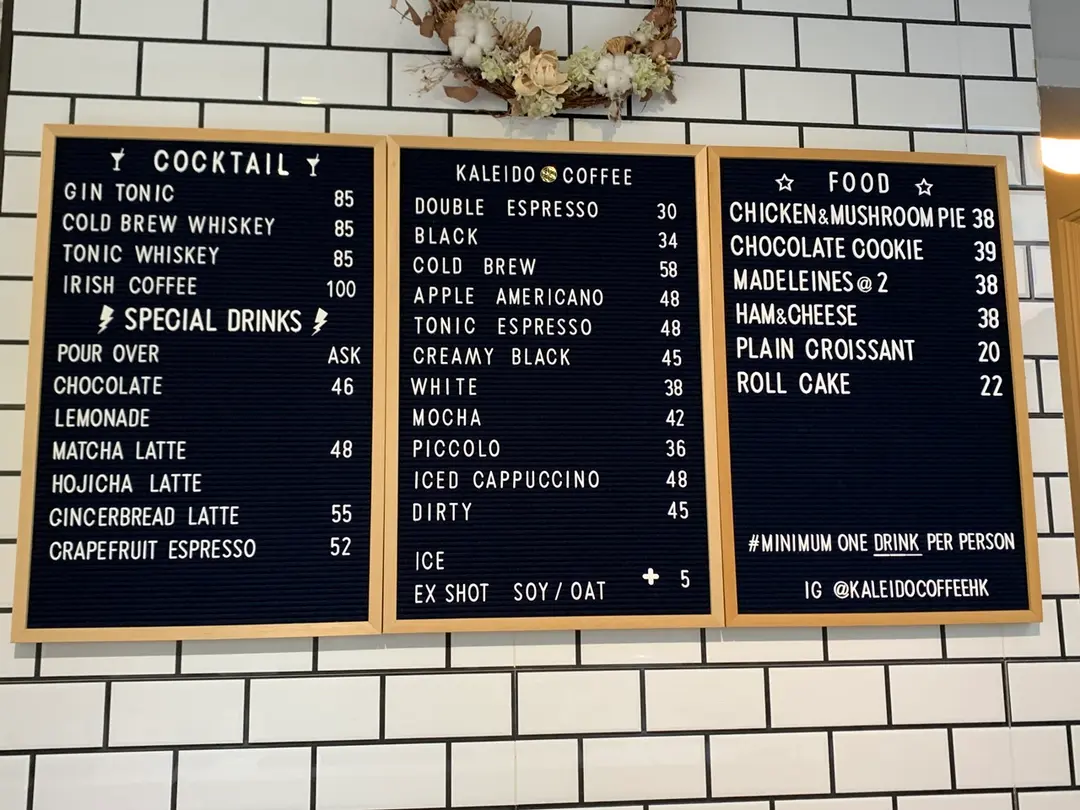 COCKTAIL
GIN TONIC 85
COLD BREW WHISKEY 85
TONIC WHISKEY 85
IRISH COFFEE 100
SPECIAL DRINKS
POUR OVER ASK
CHOCOLATE 46
LEMONADE
MATCHA LATTE 48
HOJICHA LATTE
GINCERBREAD LATTE 55
CRAPEFRUIT ESPRESSO 52
KALEIDO COFFEE
DOUBLE ESPRESSO 30
BLACK 34
COLD BREW 58
APPLE AMERICANO 48
TONIC ESPRESSO 48
CREAMY BLACK 45
WHITE 38
MOCHA 42
PICCOLO 36
ICED CAPPUCCINO 48
DIRTY 45
ICE
EX SHOT SOY / OAT + 5
☆ FOOD ☆
CHICKEN&MUSHROOM PIE 38
CHOCOLATE COOKIE 39
MADELEINES@2 38
HAM&CHEESE 38
PLAIN CROISSANT 20
ROLL CAKE 22
#MINIMUM ONE DRINK PER PERSON
IG @KALEIDOCOFFEEHK